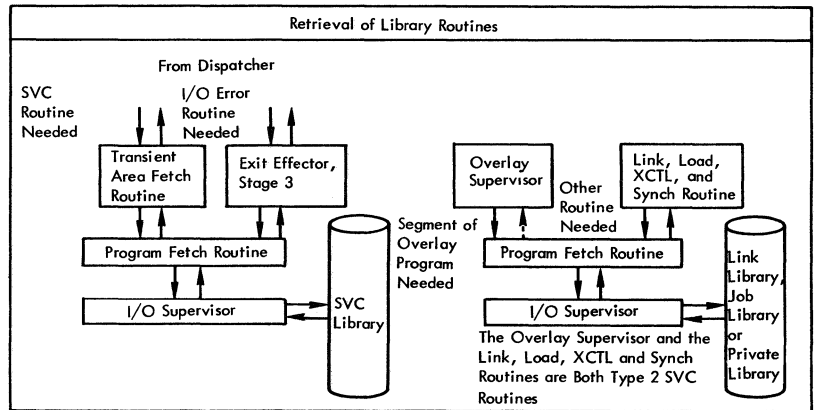 Retrieval of Library Routines
From Dispatcher
SVC
Routine
Needed
I/O Error
Routine
Needed
Transient
Area Fetch
Routine
Exit Effector,
Stage 3
Program Fetch Routine
I/O Supervisor
SVC
Library
Segment of
Overlay
Program
Needed
Overlay
Supervisor
Other
Routine
Needed
Link, Load,
XCTL, and
Synch Routine
Program Fetch Routine
I/O Supervisor
Link
Library,
Job
Library
or
Private
Library
The Overlay Supervisor and the
Link, Load, XCTL and Synch
Routines are Both Type 2 SVC
Routines